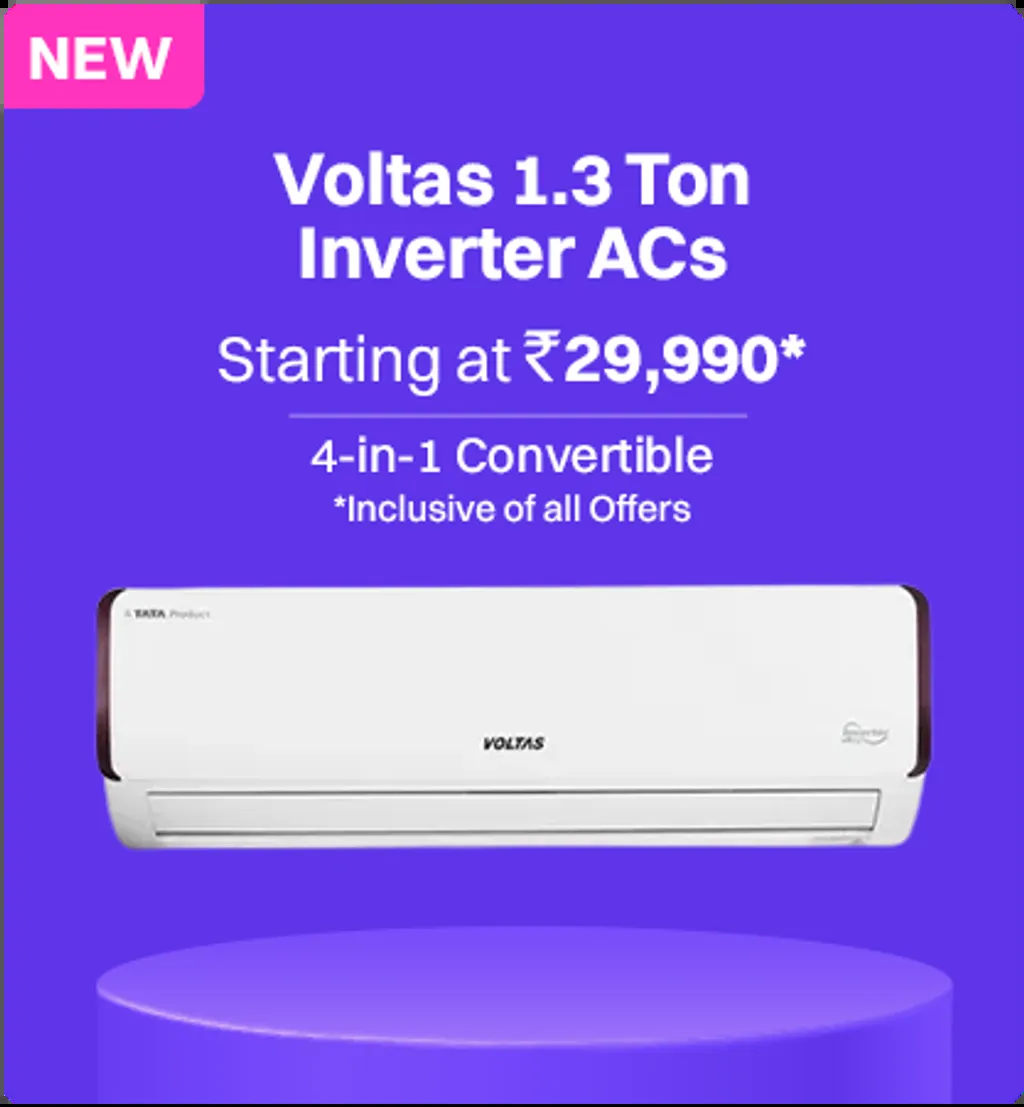 NEW
Voltas 1.3 Ton
Inverter ACs
Starting at ₹29,990*
4-in-1 Convertible
*Inclusive of all Offers
A TATA Product
VOLTAS
Inverter